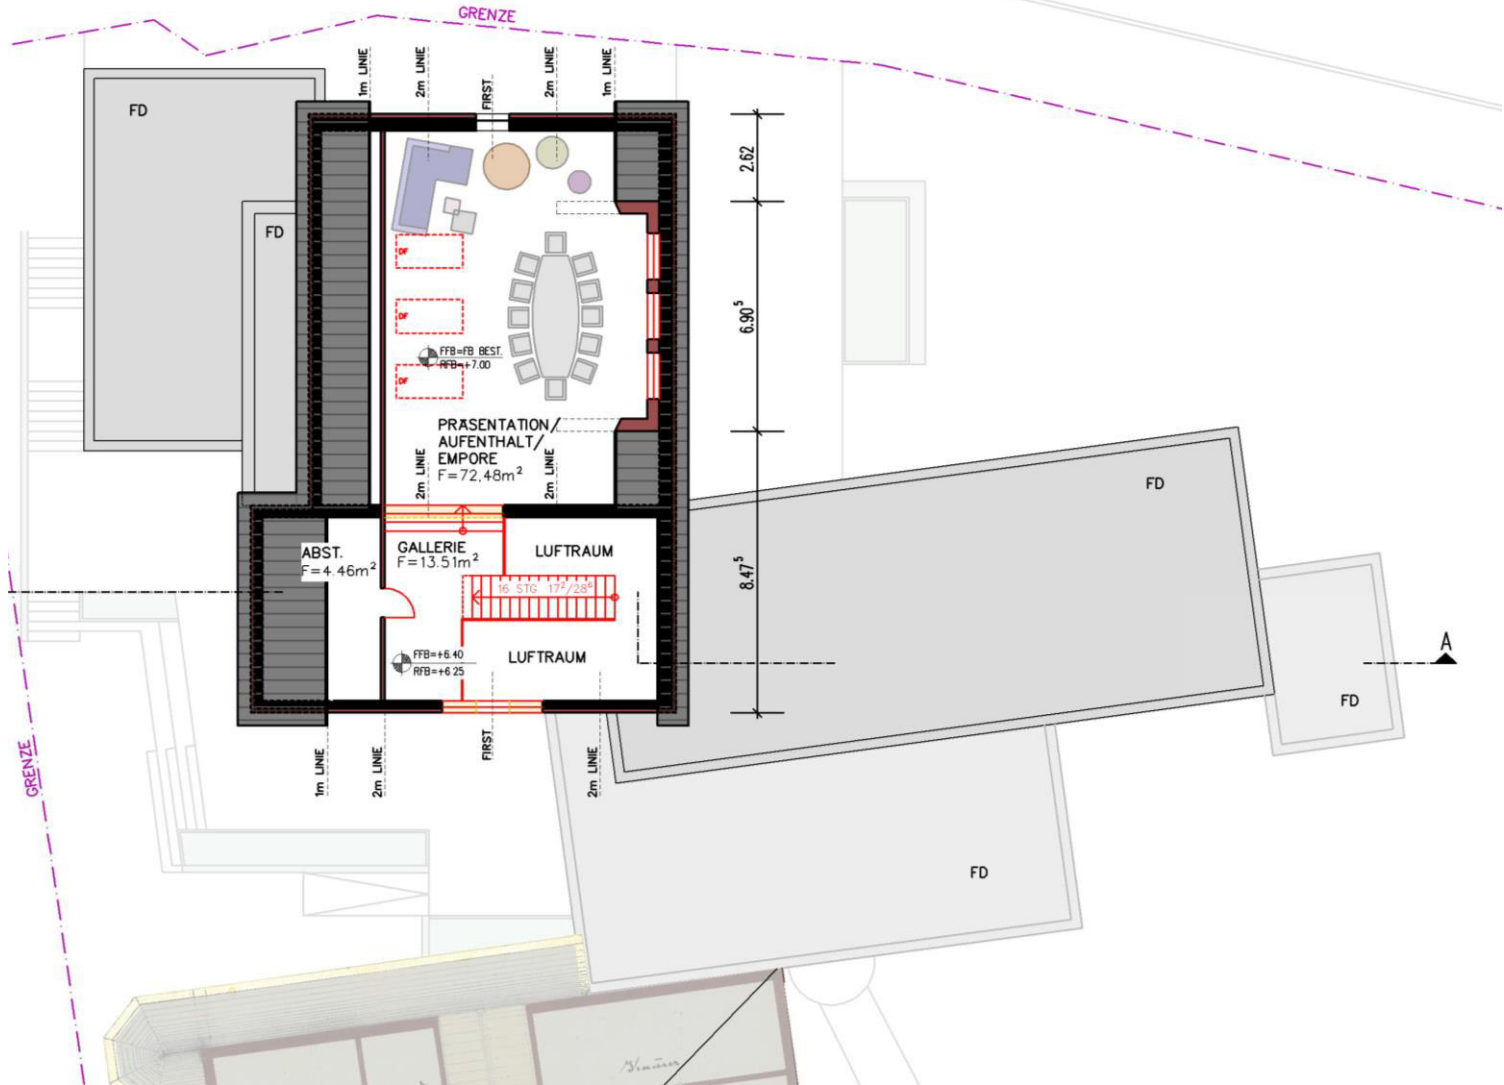 GRENZE
1m LINIE
2m LINIE
FIRST
2m LINIE
1m LINIE
FD
FD
2.62
6.90⁵
8.47⁵
DF
DF
DF
FFB=FB BEST.
RFB=+7.00
PRÄSENTATION/
AUFENTHALT/
EMPORE
F=72,48m²
2m LINIE
2m LINIE
ABST.
F=4.46m²
GALLERIE
F=13.51m²
LUFTRAUM
16 STG 17²/28⁶
LUFTRAUM
FFB=+6.40
RFB=+6.25
1m LINIE
2m LINIE
FIRST
2m LINIE
GRENZE
FD
FD
FD
A